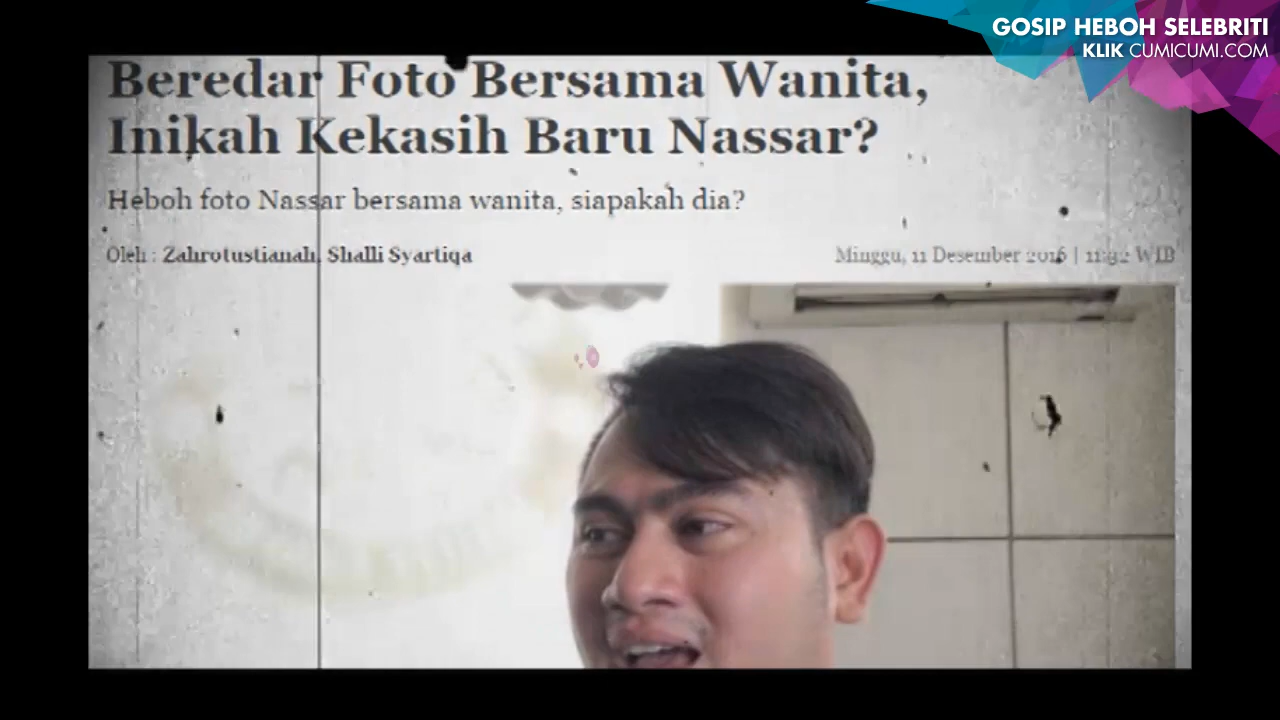 GOSIP HEBOH SELEBRITI
KLIK CUMICUMI.COM
Beredar Foto Bersama Wanita,
Inikah Kekasih Baru Nassar?
Heboh foto Nassar bersama wanita, siapakah dia?
Oleh : Zahrotustianah, Shalli Syartiqa
Minggu, 11 Desember 2016 | 11:32 WIB